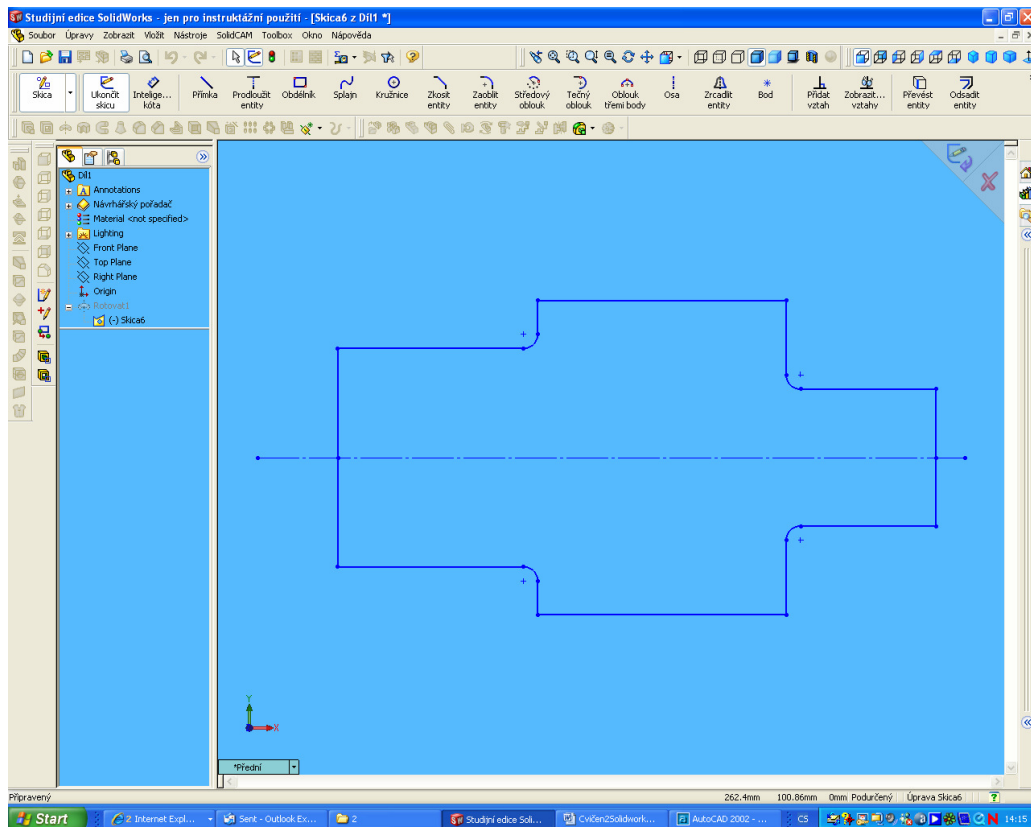 Studijní edice SolidWorks - jen pro instruktážní použití - [Skica6 z Díl1 *]
Soubor Úpravy Zobrazit Vložit Nástroje SolidCAM Toolbox Okno Nápověda
Skica
Ukončit skicu
Intelige... kóta
Přímka
Prodloužit entity
Obdélník
Splajn
Kružnice
Zkosit entity
Zaoblit entity
Středový oblouk
Tečný oblouk
Oblouk třemi body
Osa
Zrcadlit entity
Bod
Přidat vztah
Zobrazit... vztahy
Převést entity
Odsadit entity
Díl1
Annotations
Návrhářský pořadač
Material <not specified>
Lighting
Front Plane
Top Plane
Right Plane
Origin
Rotovat1
(-) Skica6
Y
X
*Přední
Připravený
262.4mm 100.86mm 0mm Podurčený Úprava Skica6
Start
2 Internet Expl...
Sent - Outlook Ex...
2
Studijní edice Soli...
Cvičen2Solidwork...
AutoCAD 2002 - ...
CS
14:15